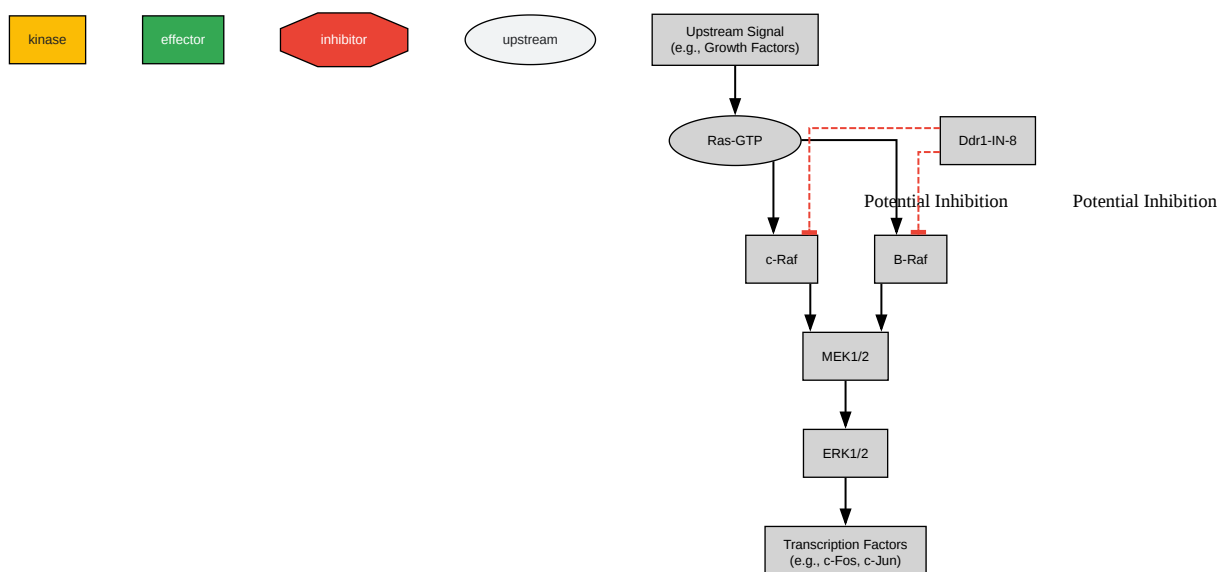 kinase
effector
inhibitor
upstream
Upstream Signal
(e.g., Growth Factors)
Ras-GTP
Ddr1-IN-8
Potential Inhibition
Potential Inhibition
c-Raf
B-Raf
MEK1/2
ERK1/2
Transcription Factors
(e.g., c-Fos, c-Jun)